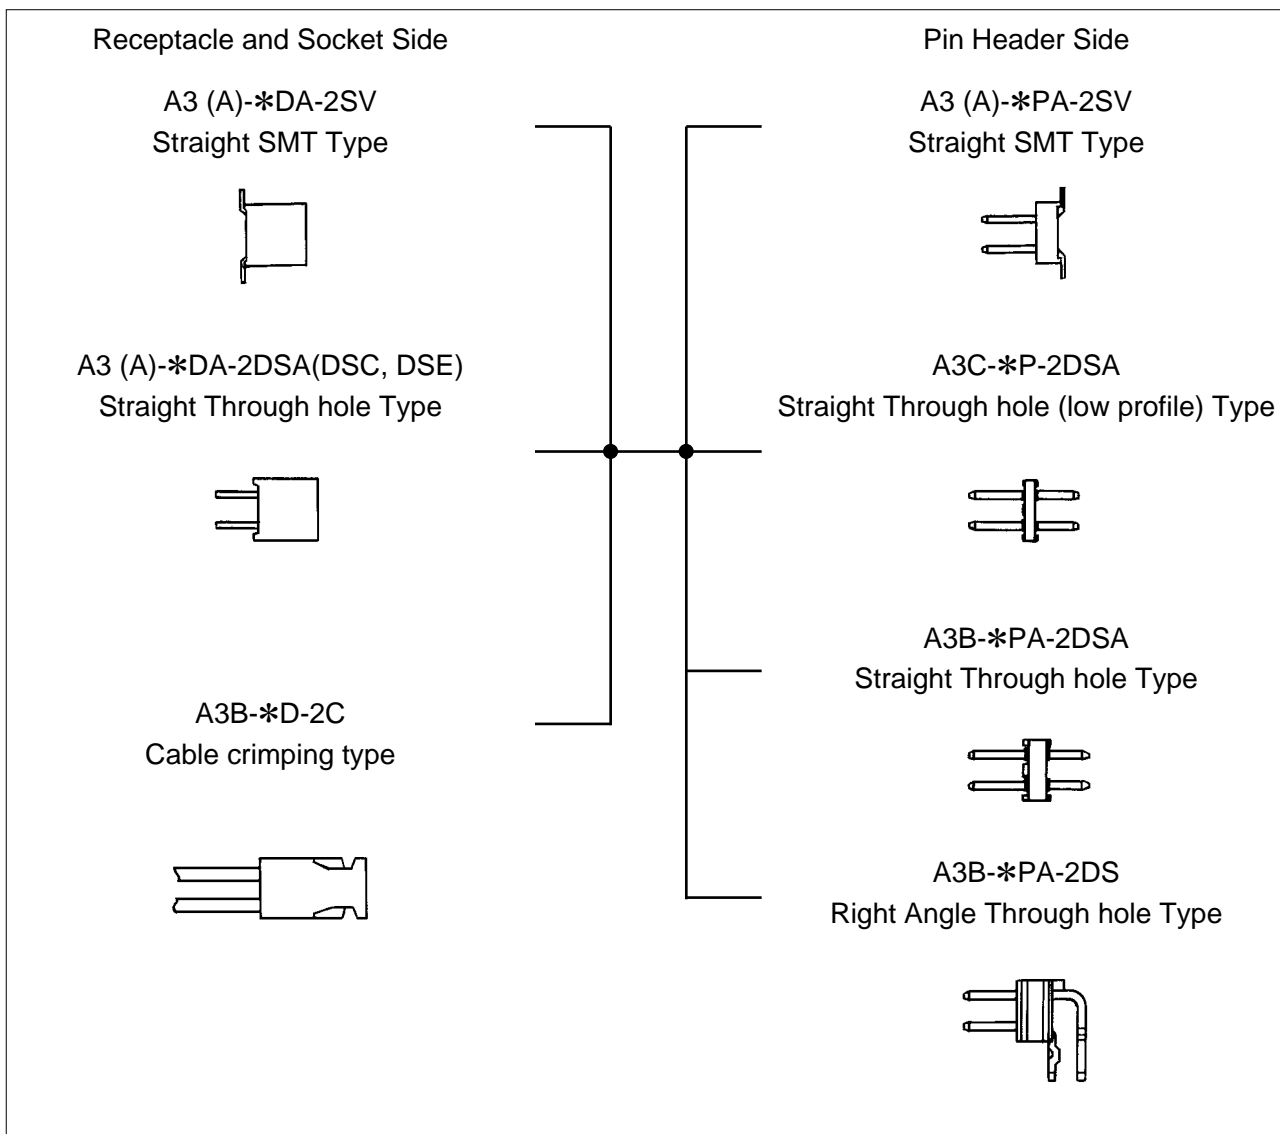 Receptacle and Socket Side
A3 (A)-*DA-2SV
Straight SMT Type
A3 (A)-*DA-2DSA(DSC, DSE)
Straight Through hole Type
A3B-*D-2C
Cable crimping type
Pin Header Side
A3 (A)-*PA-2SV
Straight SMT Type
A3C-*P-2DSA
Straight Through hole (low profile) Type
A3B-*PA-2DSA
Straight Through hole Type
A3B-*PA-2DS
Right Angle Through hole Type